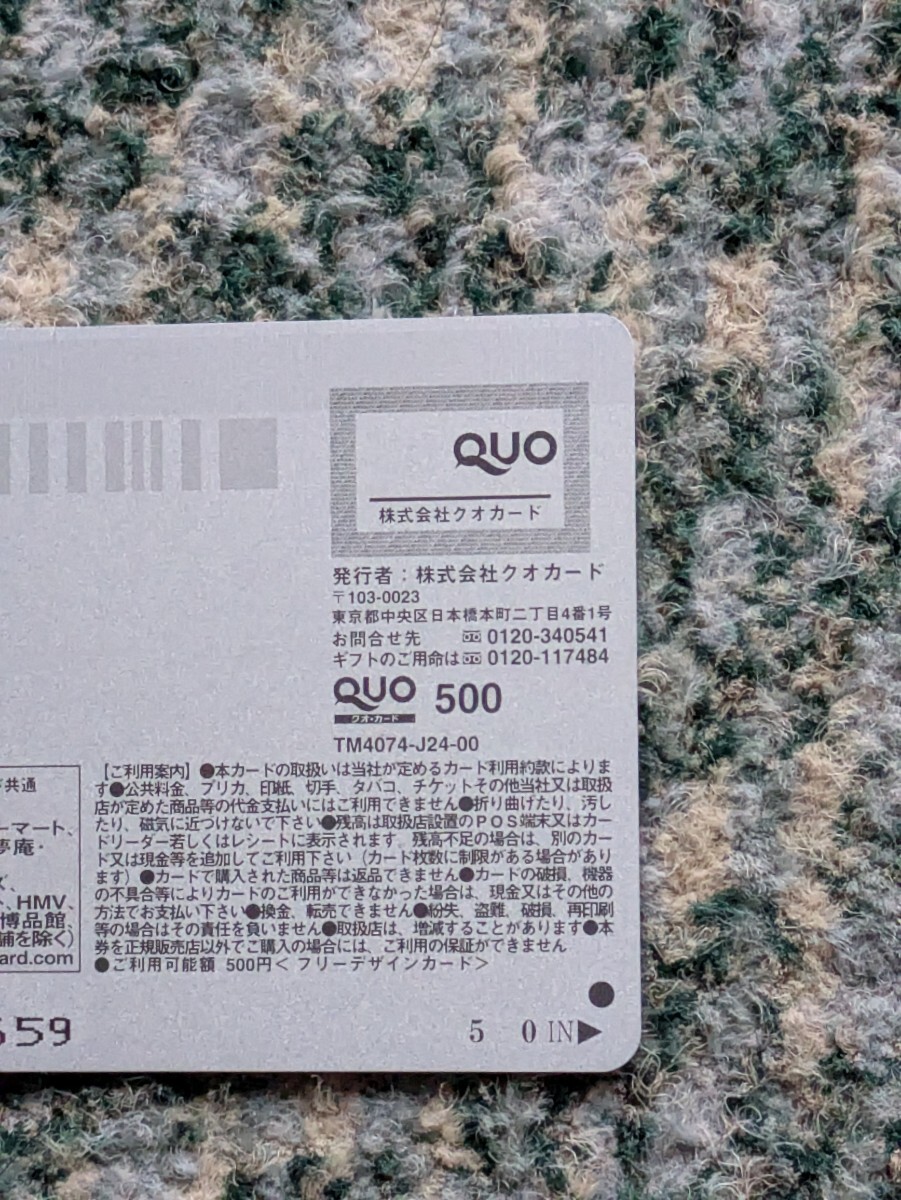 QUO
株式会社クオカード
発行者：株式会社クオカード
〒103-0023
東京都中央区日本橋本町二丁目4番1号
お問合せ先 0120-340541
ギフトのご用命は 0120-117484
QUO 500
クオ・カード
TM4074-J24-00
共通
ーマート、
夢庵・
、HMV、
博品館、
舗を除く)
ard.com
【ご利用案内】●本カードの取扱いは当社が定めるカード利用約款によりま
す●公共料金、プリカ、印紙、切手、タバコ、チケットその他当社又は取扱
店が定めた商品等の代金支払いにはご利用できません●折り曲げたり、汚し
たり、磁気に近づけないで下さい●残高は取扱店設置のPOS端末又はカー
ドリーダー若しくはレシートに表示されます。残高不足の場合は、別のカー
ド又は現金等を追加してご利用下さい（カード枚数に制限がある場合があり
ます）●カードで購入された商品等は返品できません●カードの破損、機器
の不具合等によりカードのご利用ができなかった場合は、現金又はその他の
方法でお支払い下さい●換金、転売できません●紛失、盗難、破損、再印刷
等の場合はその責任を負いません●取扱店は、増減することがあります●本
券を正規販売店以外でご購入の場合には、ご利用の保証ができません
●ご利用可能額 500円＜ フリーデザインカード＞
59
5 0 IN▶